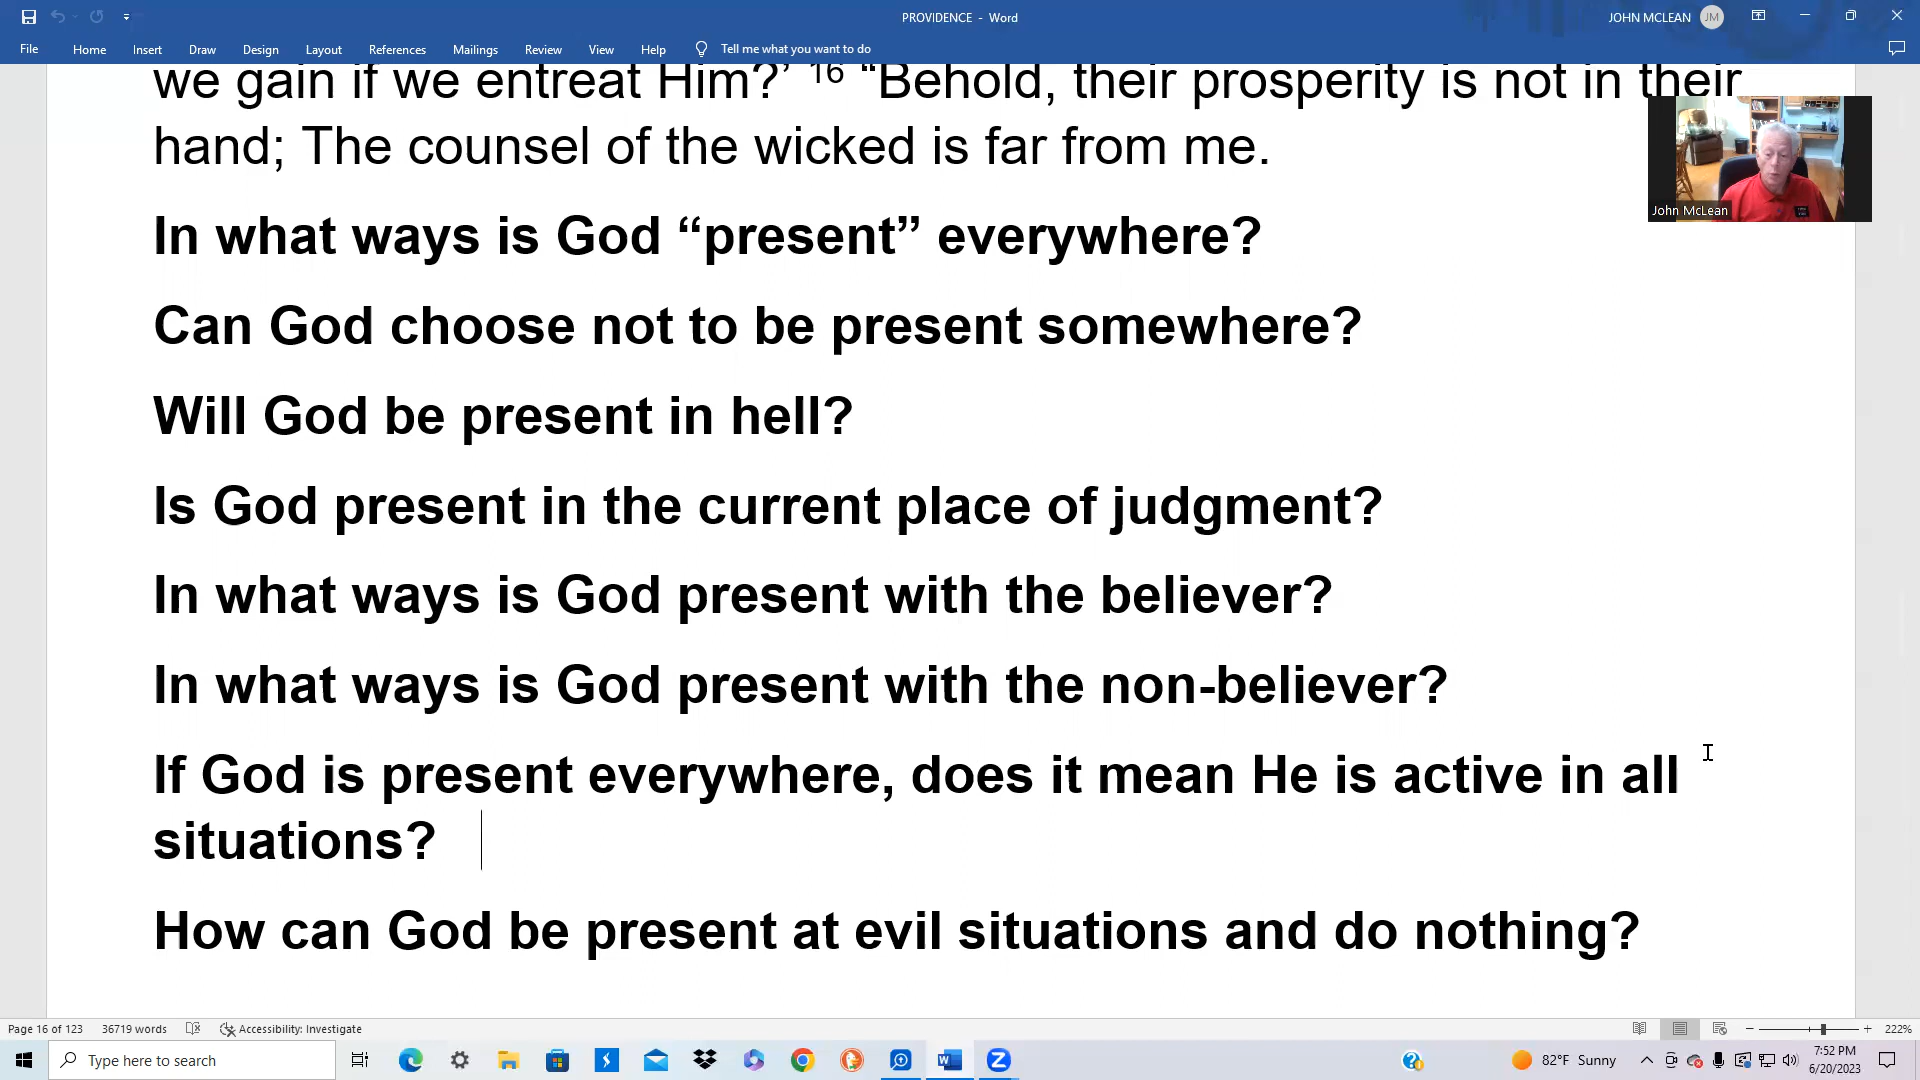 PROVIDENCE - Word
JOHN MCLEAN
JM
File Home Insert Draw Design Layout References Mailings Review View Help Tell me what you want to do
we gain if we entreat Him?’ 16 “Behold, their prosperity is not in their
hand; The counsel of the wicked is far from me.
John McLean
In what ways is God “present” everywhere?
Can God choose not to be present somewhere?
Will God be present in hell?
Is God present in the current place of judgment?
In what ways is God present with the believer?
In what ways is God present with the non-believer?
If God is present everywhere, does it mean He is active in all
situations?
How can God be present at evil situations and do nothing?
Page 16 of 123 36719 words Accessibility: Investigate 222%
Type here to search
82°F Sunny
7:52 PM
6/20/2023